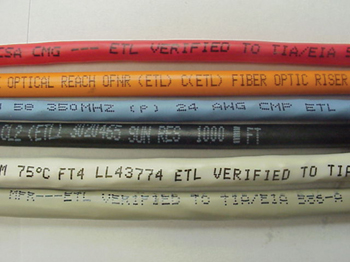 CSA CMG --- ETL VERIFIED TO TIA/EIA 5
OPTICAL REACH OFNR (ETL) C(ETL) FIBER OPTIC RISER
5e 350MHZ (P) 24 AWG CMP ETL
CL2 (ETL) 3020465 SUN RES 1000 FT
M 75°C FT4 LL43774 ETL VERIFIED TO TIA
MPR---ETL VERIFIED TO TIA/EIA 568-A